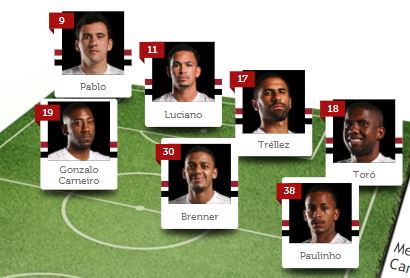 9
Pablo
11
Luciano
17
Tréllez
18
Toró
19
Gonzalo
Carneiro
30
Brenner
38
Paulinho